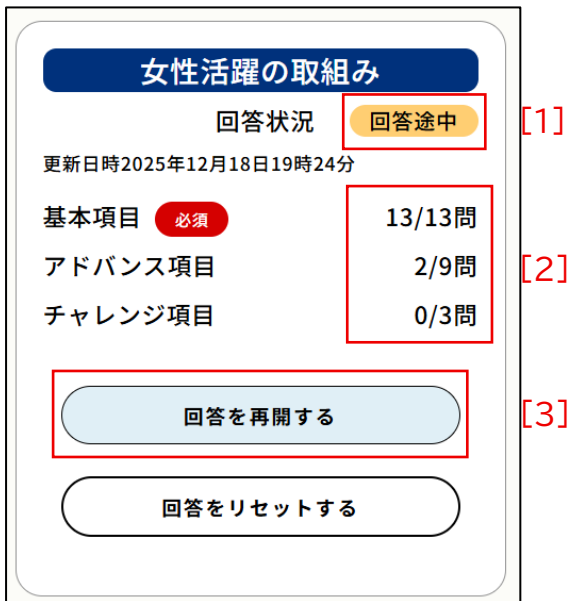 女性活躍の取組み
回答状況 回答途中 [1]
更新日時2025年12月18日19時24分
基本項目 必須 13/13問
アドバンス項目 2/9問 [2]
チャレンジ項目 0/3問
回答を再開する [3]
回答をリセットする